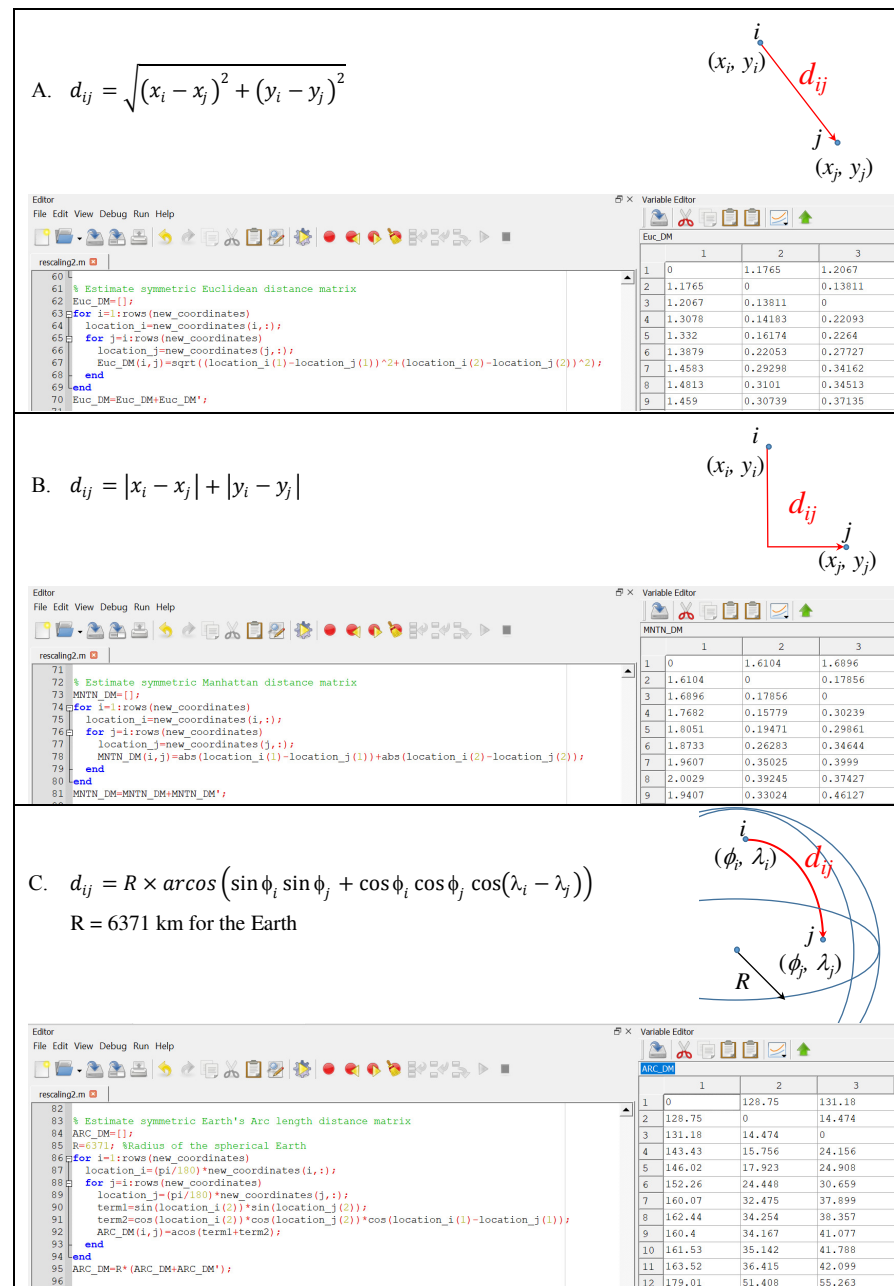 A. d_ij = √((x_i − x_j)^2 + (y_i − y_j)^2)
i
(x_i, y_i)
d_ij
j
(x_j, y_j)
Editor
File Edit View Debug Run Help
rescaling2.m
60
61 % Estimate symmetric Euclidean distance matrix
62 Euc_DM=[];
63 for i=1:rows(new_coordinates)
64 location_i=new_coordinates(i,:);
65 for j=i:rows(new_coordinates)
66 location_j=new_coordinates(j,:);
67 Euc_DM(i,j)=sqrt((location_i(1)-location_j(1))^2+(location_i(2)-location_j(2))^2);
68 end
69 end
70 Euc_DM=Euc_DM+Euc_DM';
Variable Editor
Euc_DM
1 2 3
1 0 1.1765 1.2067
2 1.1765 0 0.13811
3 1.2067 0.13811 0
4 1.3078 0.14183 0.22093
5 1.332 0.16174 0.2264
6 1.3879 0.22053 0.27727
7 1.4583 0.29298 0.34162
8 1.4813 0.3101 0.34513
9 1.459 0.30739 0.37135
B. d_ij = |x_i − x_j| + |y_i − y_j|
i
(x_i, y_i)
d_ij
j
(x_j, y_j)
Editor
File Edit View Debug Run Help
rescaling2.m
71
72 % Estimate symmetric Manhattan distance matrix
73 MNTN_DM=[];
74 for i=1:rows(new_coordinates)
75 location_i=new_coordinates(i,:);
76 for j=i:rows(new_coordinates)
77 location_j=new_coordinates(j,:);
78 MNTN_DM(i,j)=abs(location_i(1)-location_j(1))+abs(location_i(2)-location_j(2));
79 end
80 end
81 MNTN_DM=MNTN_DM+MNTN_DM';
Variable Editor
MNTN_DM
1 2 3
1 0 1.6104 1.6896
2 1.6104 0 0.17856
3 1.6896 0.17856 0
4 1.7682 0.15779 0.30239
5 1.8051 0.19471 0.29861
6 1.8733 0.26283 0.34644
7 1.9607 0.35025 0.3999
8 2.0029 0.39245 0.37427
9 1.9407 0.33024 0.46127
C. d_ij = R × arcos(sin ϕ_i sin ϕ_j + cos ϕ_i cos ϕ_j cos(λ_i − λ_j))
R = 6371 km for the Earth
i
(ϕ_i, λ_i)
d_ij
j
(ϕ_j, λ_j)
R
Editor
File Edit View Debug Run Help
rescaling2.m
82
83 % Estimate symmetric Earth's Arc length distance matrix
84 ARC_DM=[];
85 R=6371; %Radius of the spherical Earth
86 for i=1:rows(new_coordinates)
87 location_i=(pi/180)*new_coordinates(i,:);
88 for j=i:rows(new_coordinates)
89 location_j=(pi/180)*new_coordinates(j,:);
90 term1=sin(location_i(2))*sin(location_j(2));
91 term2=cos(location_i(2))*cos(location_j(2))*cos(location_i(1)-location_j(1));
92 ARC_DM(i,j)=acos(term1+term2);
93 end
94 end
95 ARC_DM=R*(ARC_DM+ARC_DM');
96
Variable Editor
ARC_DM
1 2 3
1 0 128.75 131.18
2 128.75 0 14.474
3 131.18 14.474 0
4 143.43 15.756 24.156
5 146.02 17.923 24.908
6 152.26 24.448 30.659
7 160.07 32.475 37.899
8 162.44 34.254 38.357
9 160.4 34.167 41.077
10 161.53 35.142 41.788
11 163.52 36.415 42.099
12 179.01 51.408 55.263